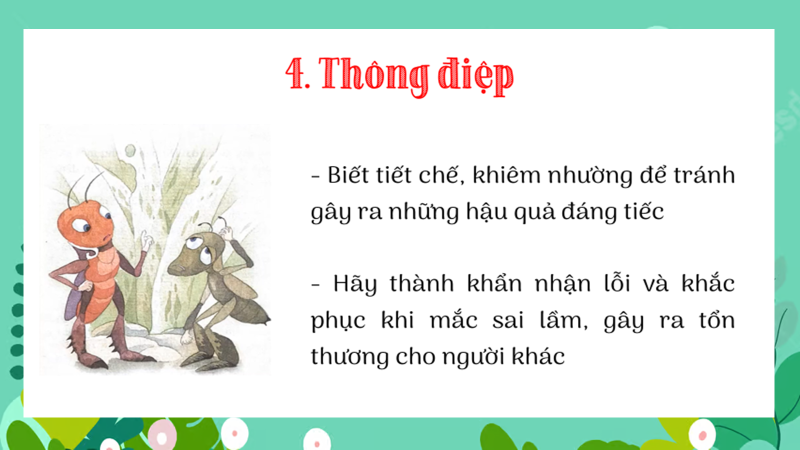 4. Thông điệp
- Biết tiết chế, khiêm nhường để tránh
gây ra những hậu quả đáng tiếc
- Hãy thành khẩn nhận lỗi và khắc
phục khi mắc sai lầm, gây ra tổn
thương cho người khác